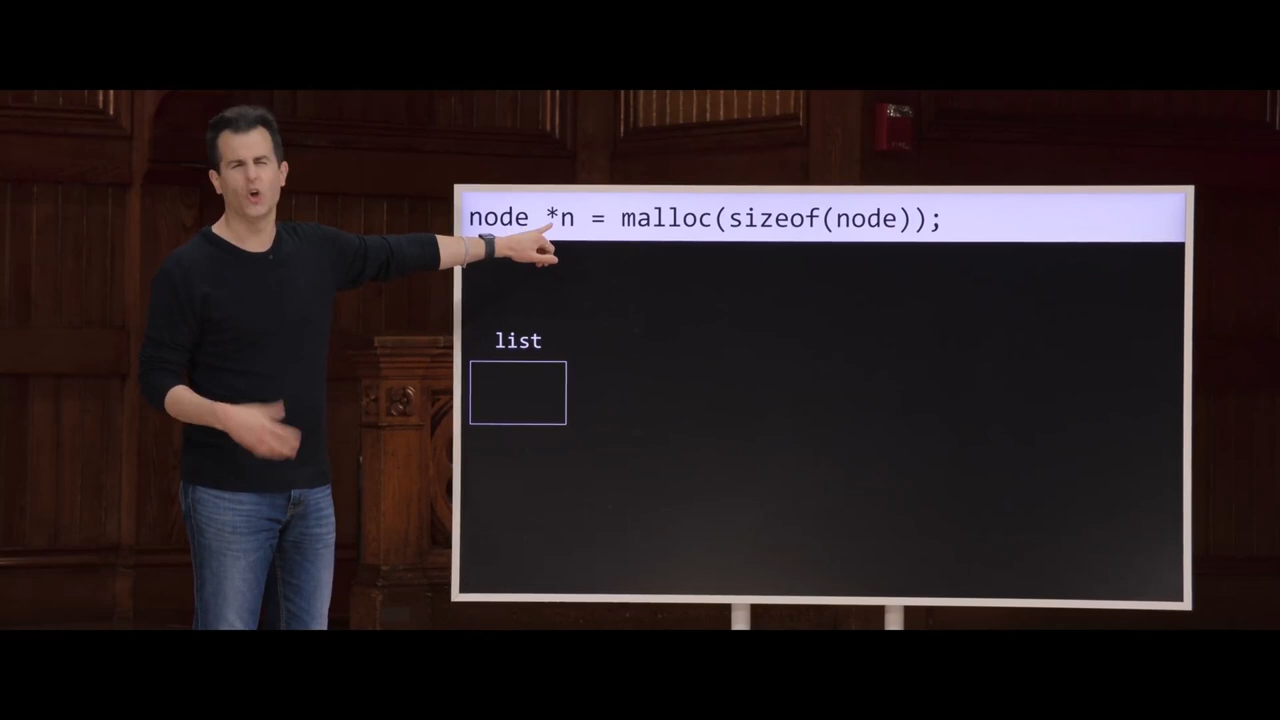 node *n = malloc(sizeof(node));
list